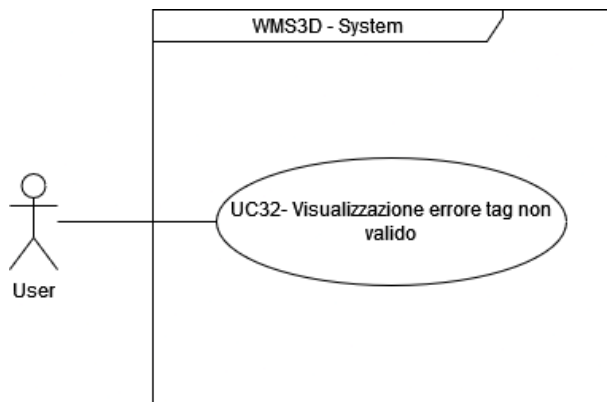 WMS3D - System
UC32- Visualizzazione errore tag non
valido
User